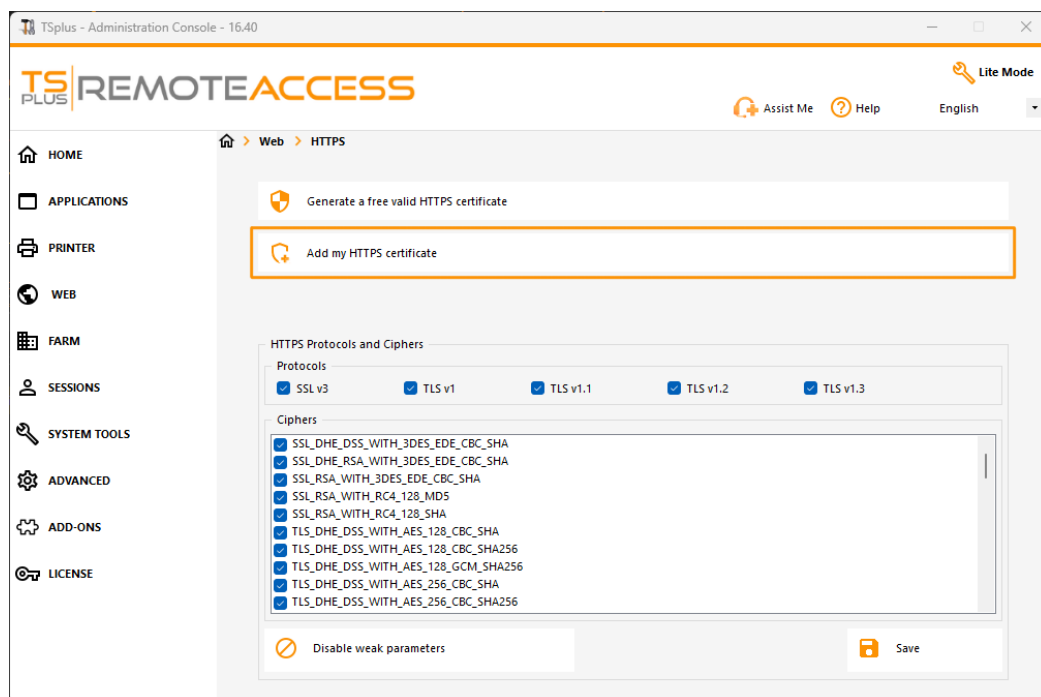 TSplus - Administration Console - 16.40
TS PLUS REMOTEACCESS
Lite Mode
Assist Me Help English
Web HTTPS
HOME
APPLICATIONS
PRINTER
WEB
FARM
SESSIONS
SYSTEM TOOLS
ADVANCED
ADD-ONS
LICENSE
Generate a free valid HTTPS certificate
Add my HTTPS certificate
HTTPS Protocols and Ciphers
Protocols
SSL v3 TLS v1 TLS v1.1 TLS v1.2 TLS v1.3
Ciphers
SSL_DHE_DSS_WITH_3DES_EDE_CBC_SHA
SSL_DHE_RSA_WITH_3DES_EDE_CBC_SHA
SSL_RSA_WITH_3DES_EDE_CBC_SHA
SSL_RSA_WITH_RC4_128_MD5
SSL_RSA_WITH_RC4_128_SHA
TLS_DHE_DSS_WITH_AES_128_CBC_SHA
TLS_DHE_DSS_WITH_AES_128_CBC_SHA256
TLS_DHE_DSS_WITH_AES_128_GCM_SHA256
TLS_DHE_DSS_WITH_AES_256_CBC_SHA
TLS_DHE_DSS_WITH_AES_256_CBC_SHA256
Disable weak parameters Save